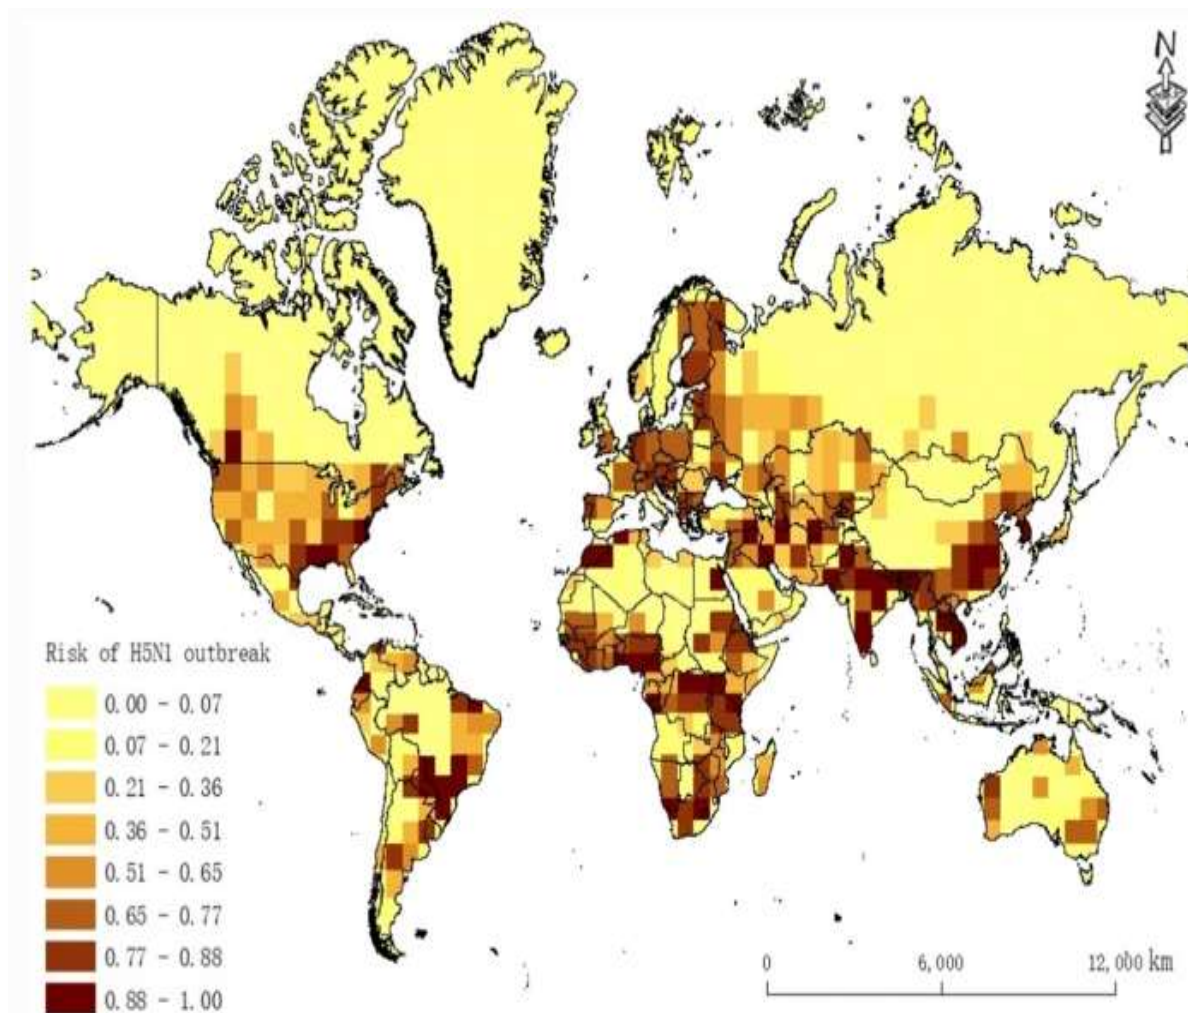 N
Risk of H5N1 outbreak
0.00 - 0.07
0.07 - 0.21
0.21 - 0.36
0.36 - 0.51
0.51 - 0.65
0.65 - 0.77
0.77 - 0.88
0.88 - 1.00
0 6,000 12,000 km